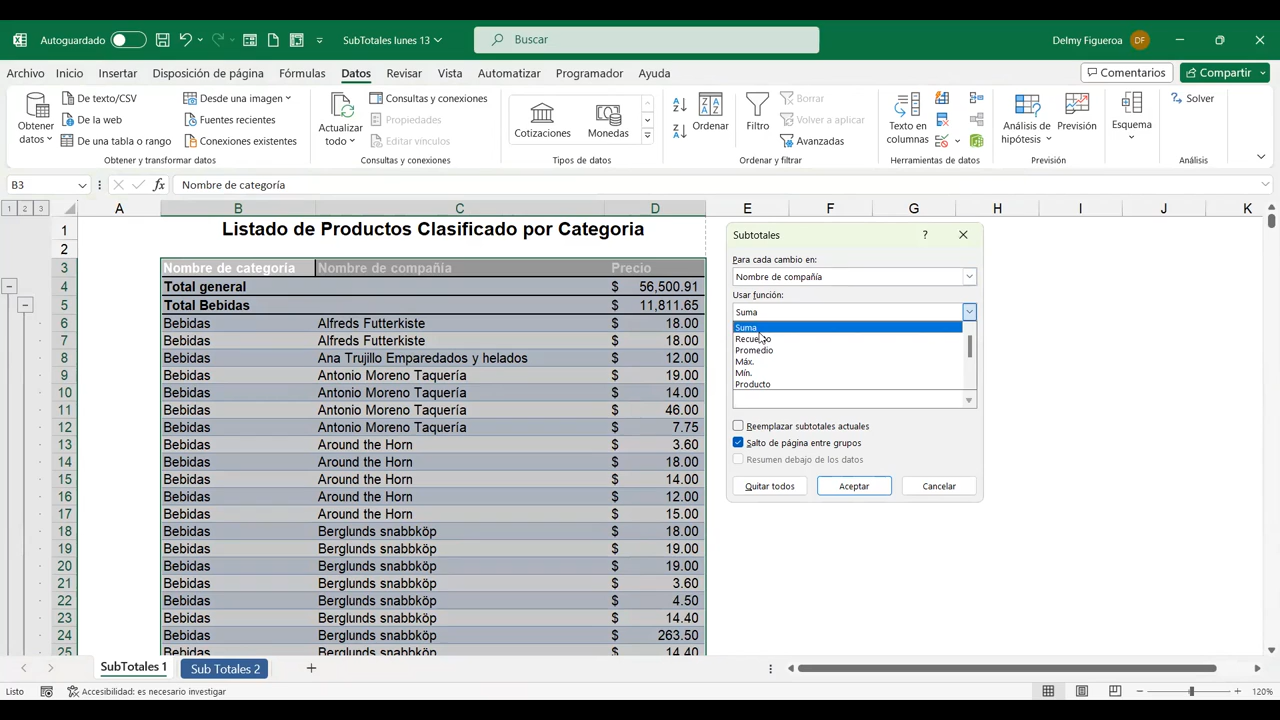 Autoguardado
SubTotales lunes 13
Buscar
Delmy Figueroa
DF
Archivo
Inicio
Insertar
Disposición de página
Fórmulas
Datos
Revisar
Vista
Automatizar
Programador
Ayuda
Comentarios
Compartir
Obtener datos
De texto/CSV
De la web
De una tabla o rango
Desde una imagen
Fuentes recientes
Conexiones existentes
Obtener y transformar datos
Actualizar todo
Consultas y conexiones
Propiedades
Editar vínculos
Consultas y conexiones
Cotizaciones
Monedas
Tipos de datos
Ordenar
Filtro
Borrar
Volver a aplicar
Avanzadas
Ordenar y filtrar
Texto en columnas
Herramientas de datos
Análisis de hipótesis
Previsión
Previsión
Esquema
Solver
Análisis
B3
fx
Nombre de categoría
1 2 3
A B C D E F G H I J K
1 Listado de Productos Clasificado por Categoria
2
3 Nombre de categoría Nombre de compañía Precio
4 Total general $ 56,500.91
5 Total Bebidas $ 11,811.65
6 Bebidas Alfreds Futterkiste $ 18.00
7 Bebidas Alfreds Futterkiste $ 18.00
8 Bebidas Ana Trujillo Emparedados y helados $ 12.00
9 Bebidas Antonio Moreno Taquería $ 19.00
10 Bebidas Antonio Moreno Taquería $ 14.00
11 Bebidas Antonio Moreno Taquería $ 46.00
12 Bebidas Antonio Moreno Taquería $ 7.75
13 Bebidas Around the Horn $ 3.60
14 Bebidas Around the Horn $ 18.00
15 Bebidas Around the Horn $ 14.00
16 Bebidas Around the Horn $ 12.00
17 Bebidas Around the Horn $ 15.00
18 Bebidas Berglunds snabbköp $ 18.00
19 Bebidas Berglunds snabbköp $ 19.00
20 Bebidas Berglunds snabbköp $ 19.00
21 Bebidas Berglunds snabbköp $ 3.60
22 Bebidas Berglunds snabbköp $ 4.50
23 Bebidas Berglunds snabbköp $ 14.40
24 Bebidas Berglunds snabbköp $ 263.50
25 Bebidas Berglunds snabbköp $ 14.40
Subtotales
?
Para cada cambio en:
Nombre de compañía
Usar función:
Suma
Suma
Recuento
Promedio
Máx.
Mín.
Producto
Reemplazar subtotales actuales
Salto de página entre grupos
Resumen debajo de los datos
Quitar todos
Aceptar
Cancelar
SubTotales 1
Sub Totales 2
Listo
Accesibilidad: es necesario investigar
120%